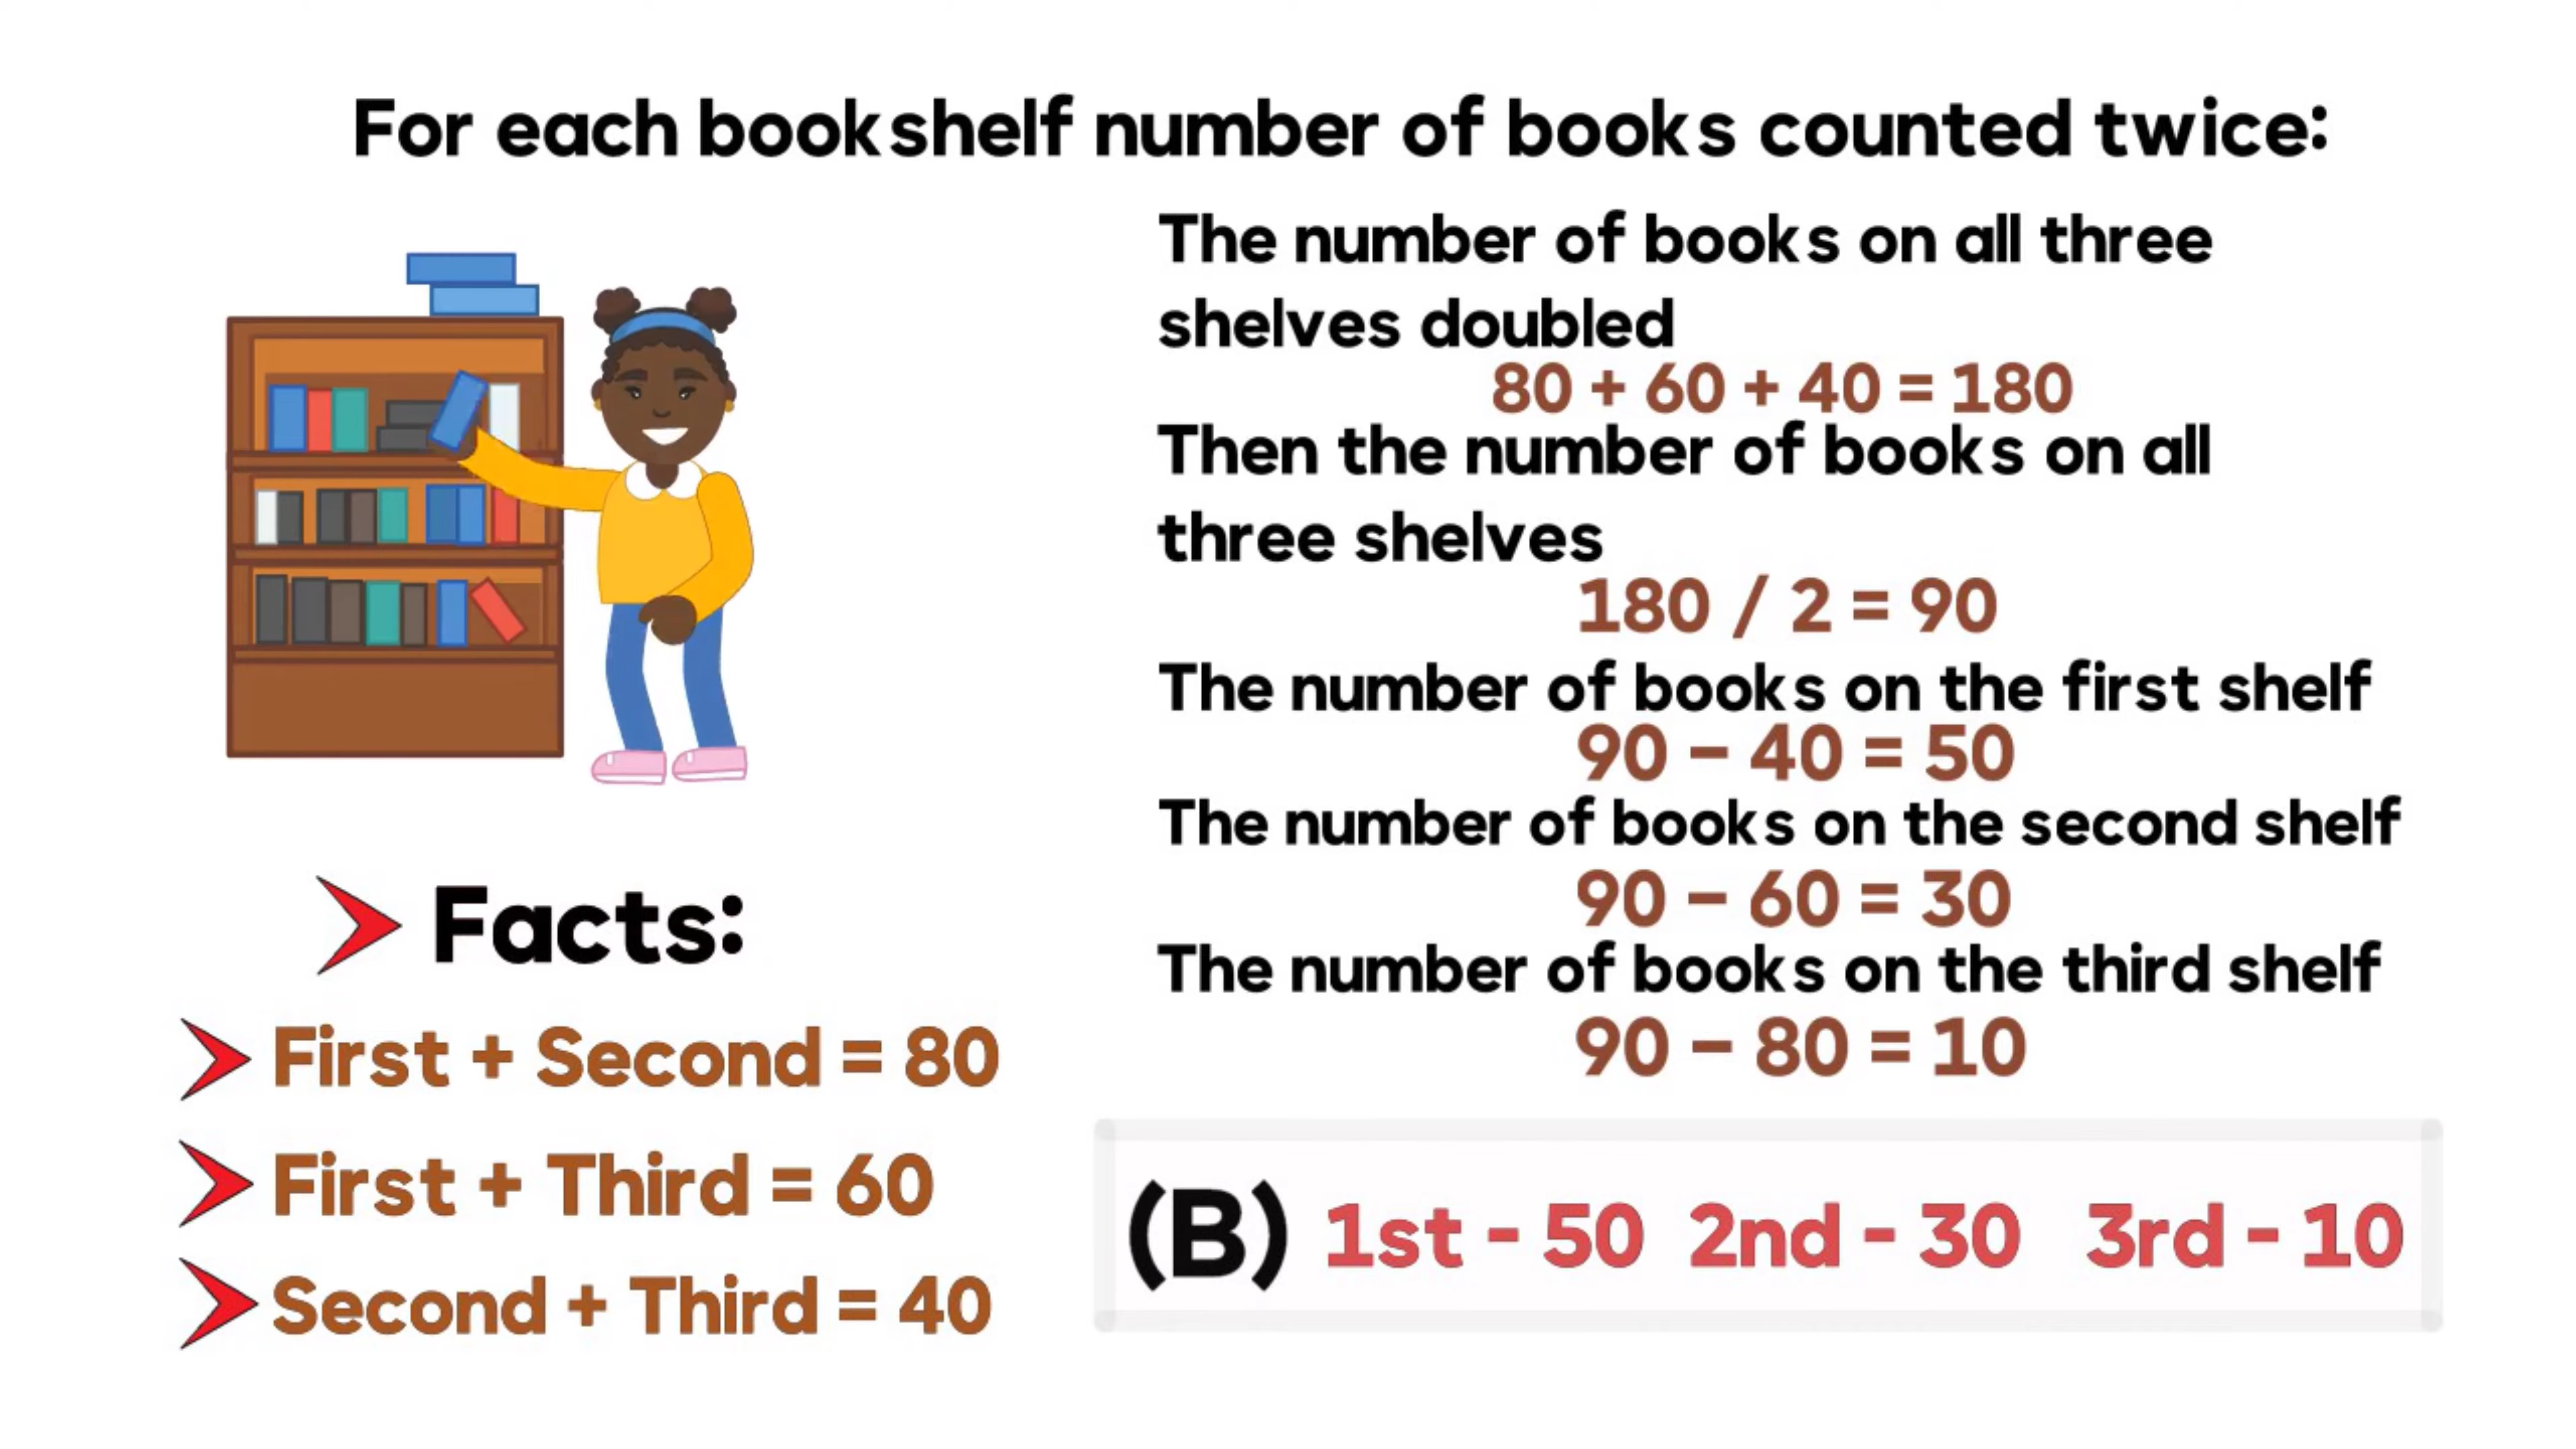 For each bookshelf number of books counted twice:
The number of books on all three
shelves doubled
80 + 60 + 40 = 180
Then the number of books on all
three shelves
180 / 2 = 90
The number of books on the first shelf
90 – 40 = 50
The number of books on the second shelf
90 – 60 = 30
The number of books on the third shelf
90 – 80 = 10
Facts:
First + Second = 80
First + Third = 60
Second + Third = 40
(B) 1st - 50 2nd - 30 3rd - 10